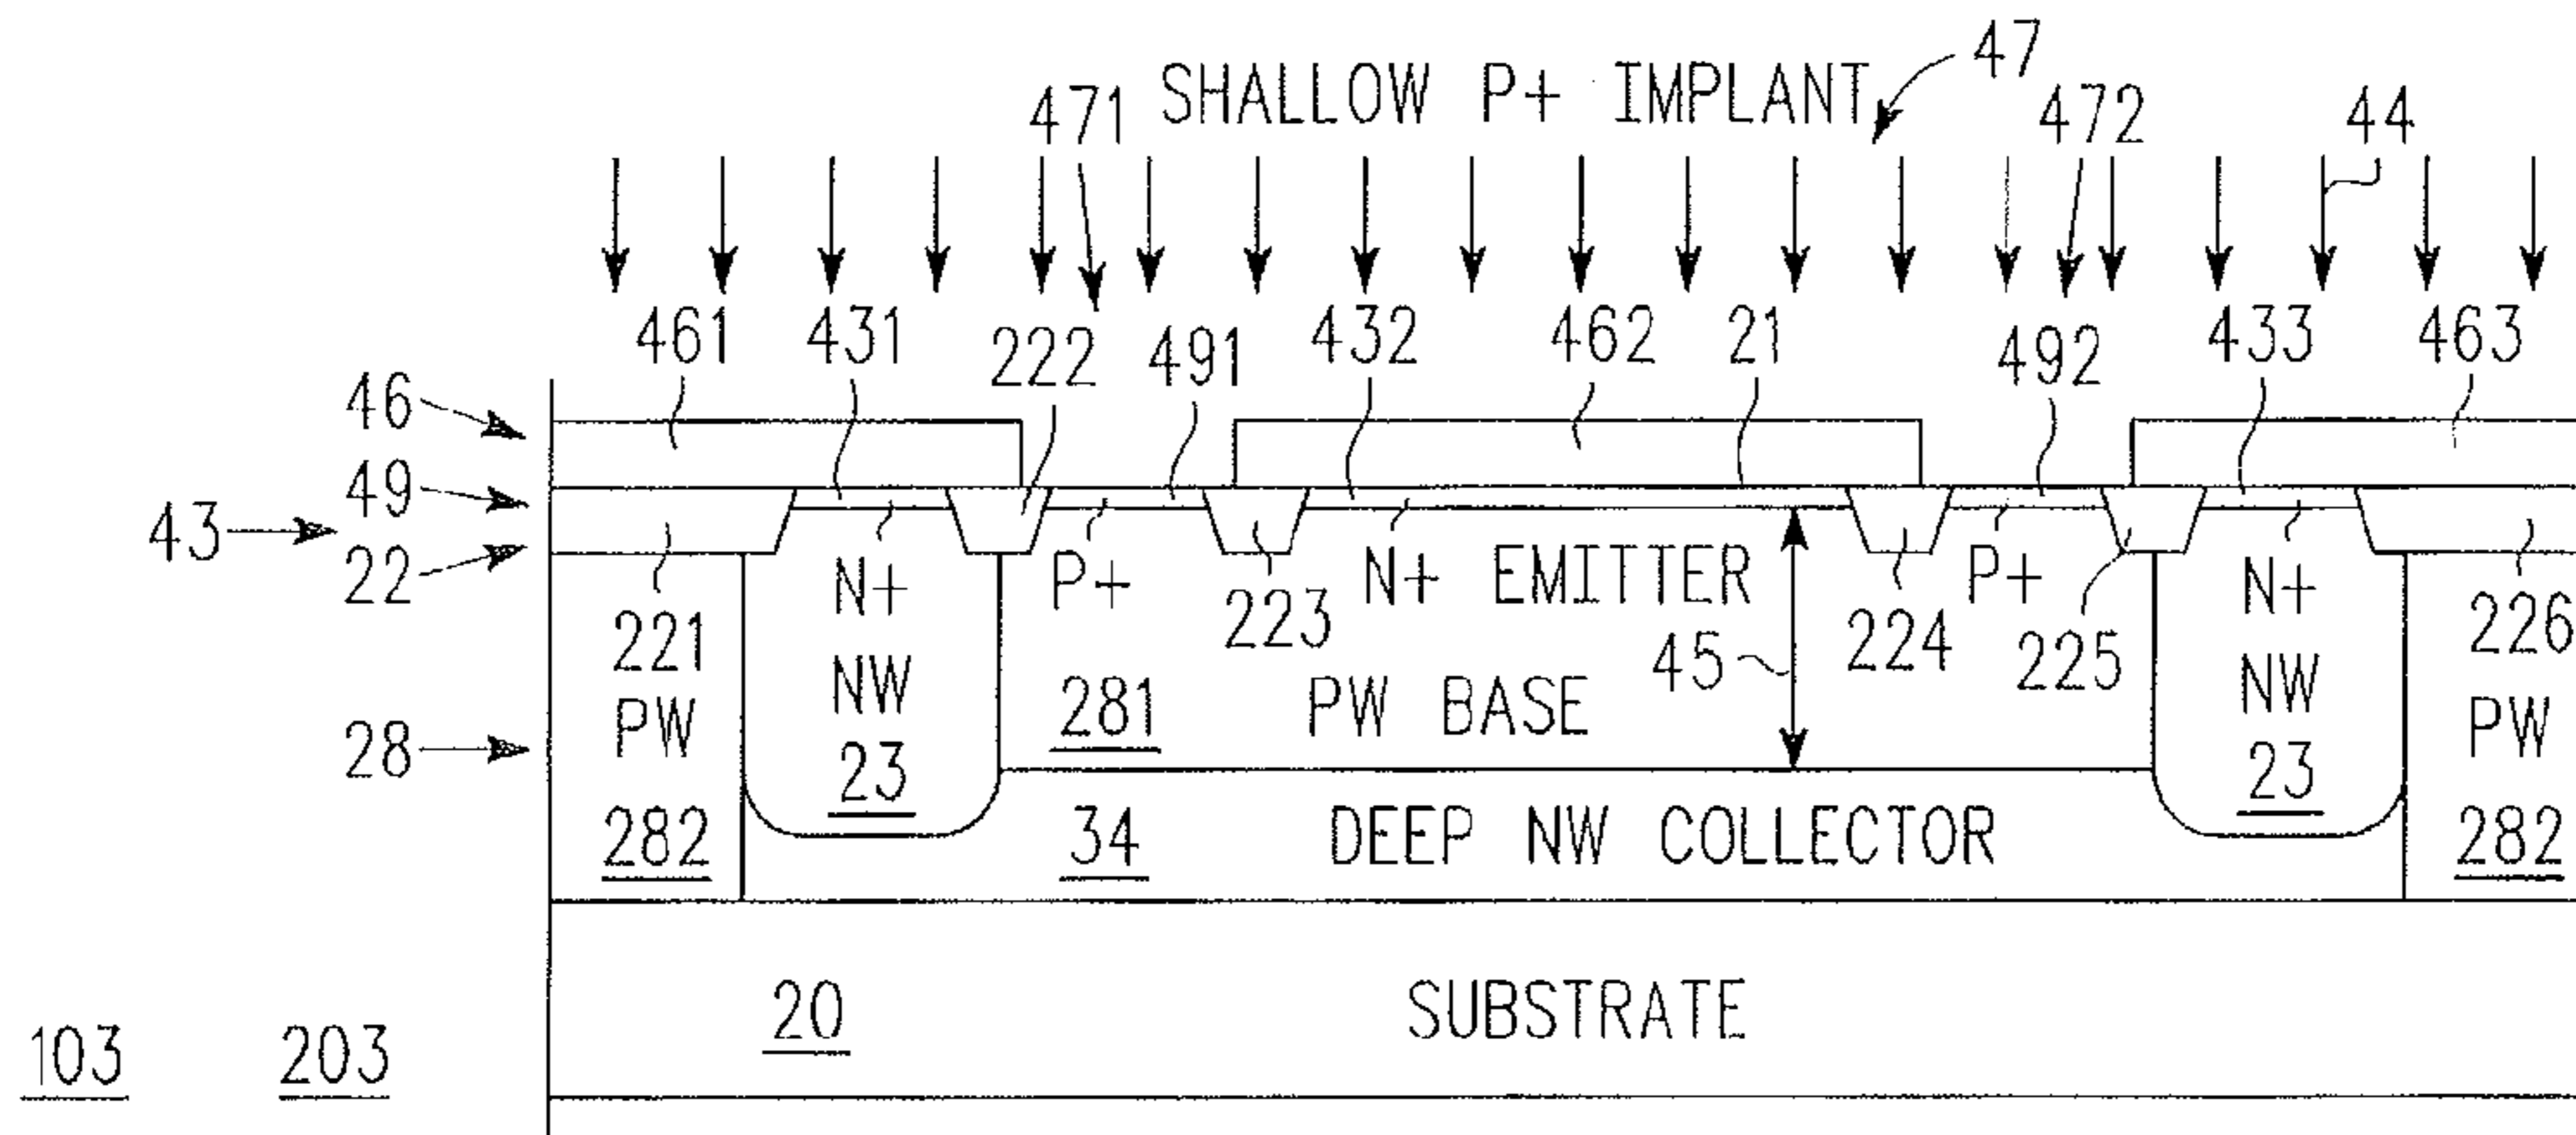 SHALLOW P+ IMPLANT 47
471 472 44
461 431 222 491 432 462 21 492 433 463
46
49
43
22
N+ P+ N+ EMITTER P+ N+
221 223 45 224 225 226
PW NW 281 PW BASE NW PW
28 23 23
282 34 DEEP NW COLLECTOR 282
20 SUBSTRATE
103 203